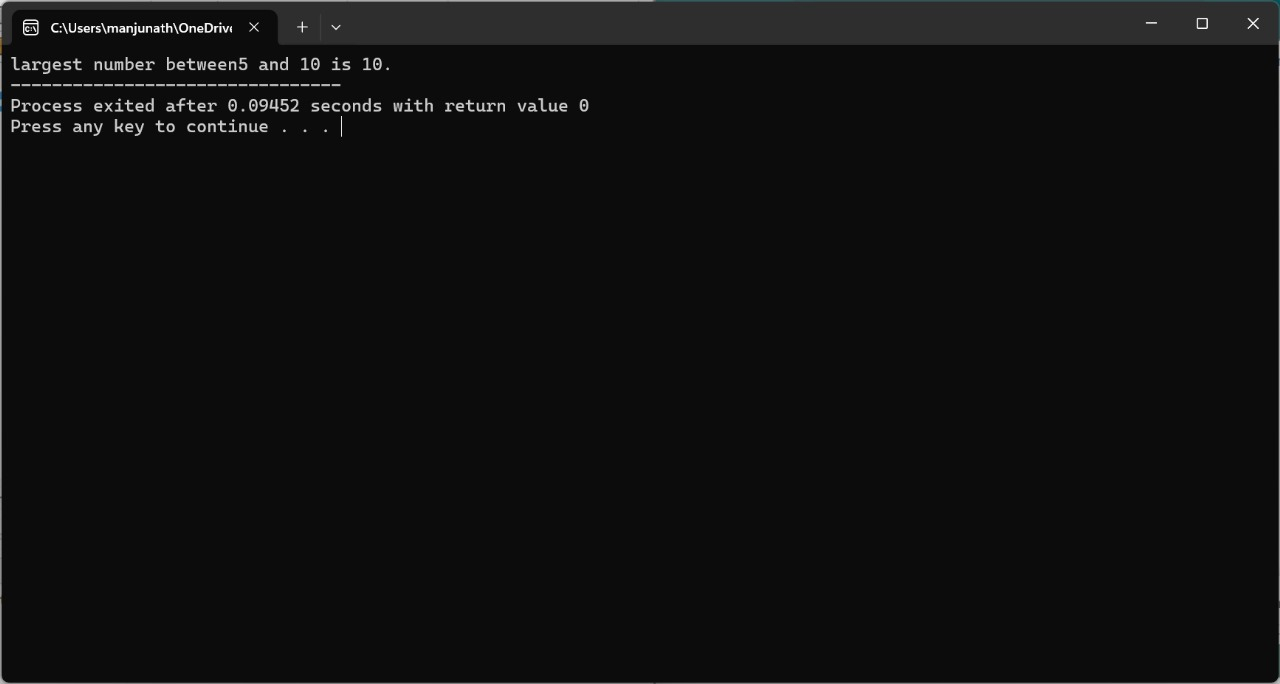 C:\Users\manjunath\OneDrive
largest number between5 and 10 is 10.
--------------------------------
Process exited after 0.09452 seconds with return value 0
Press any key to continue . . .